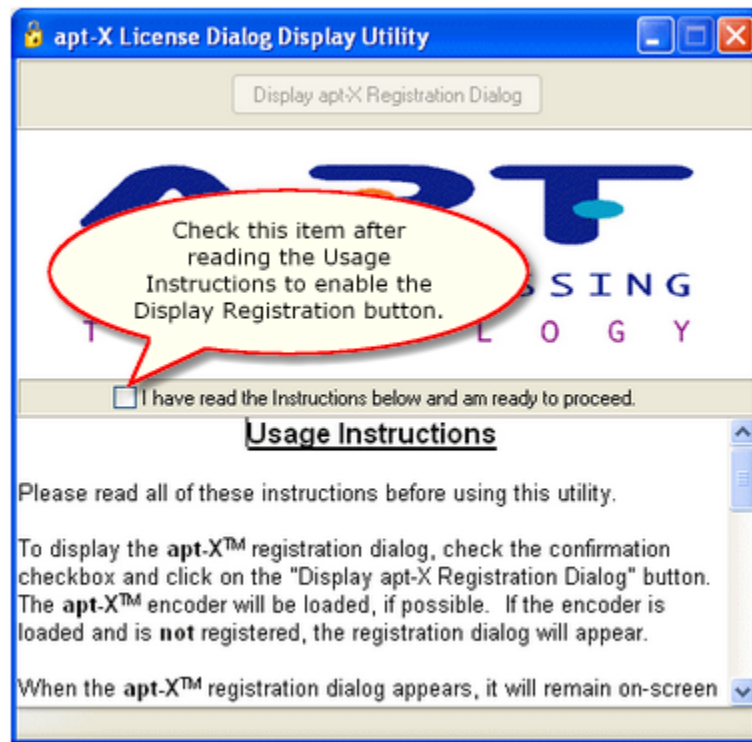 apt-X License Dialog Display Utility
Display apt-X Registration Dialog
APT
Check this item after
reading the Usage
Instructions to enable the
Display Registration button.
SSING
T LOGY
I have read the Instructions below and am ready to proceed.
Usage Instructions
Please read all of these instructions before using this utility.
To display the apt-X™ registration dialog, check the confirmation
checkbox and click on the "Display apt-X Registration Dialog" button.
The apt-X™ encoder will be loaded, if possible. If the encoder is
loaded and is not registered, the registration dialog will appear.
When the apt-X™ registration dialog appears, it will remain on-screen